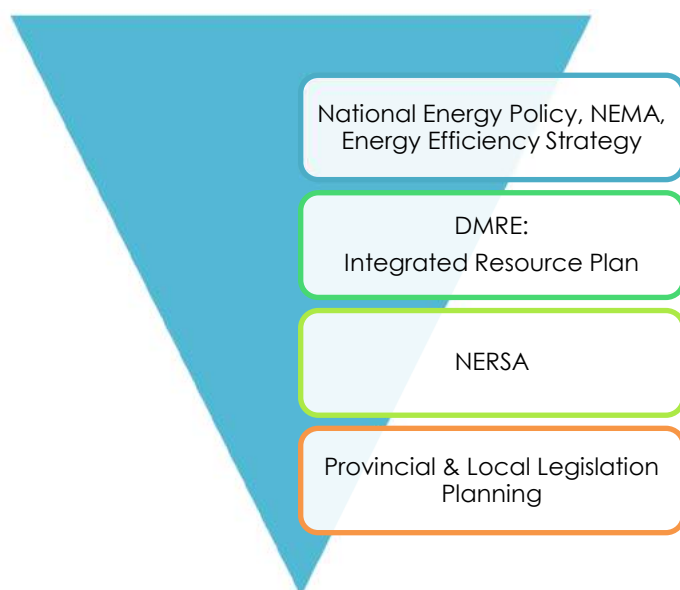 National Energy Policy, NEMA,
Energy Efficiency Strategy
DMRE:
Integrated Resource Plan
NERSA
Provincial & Local Legislation
Planning